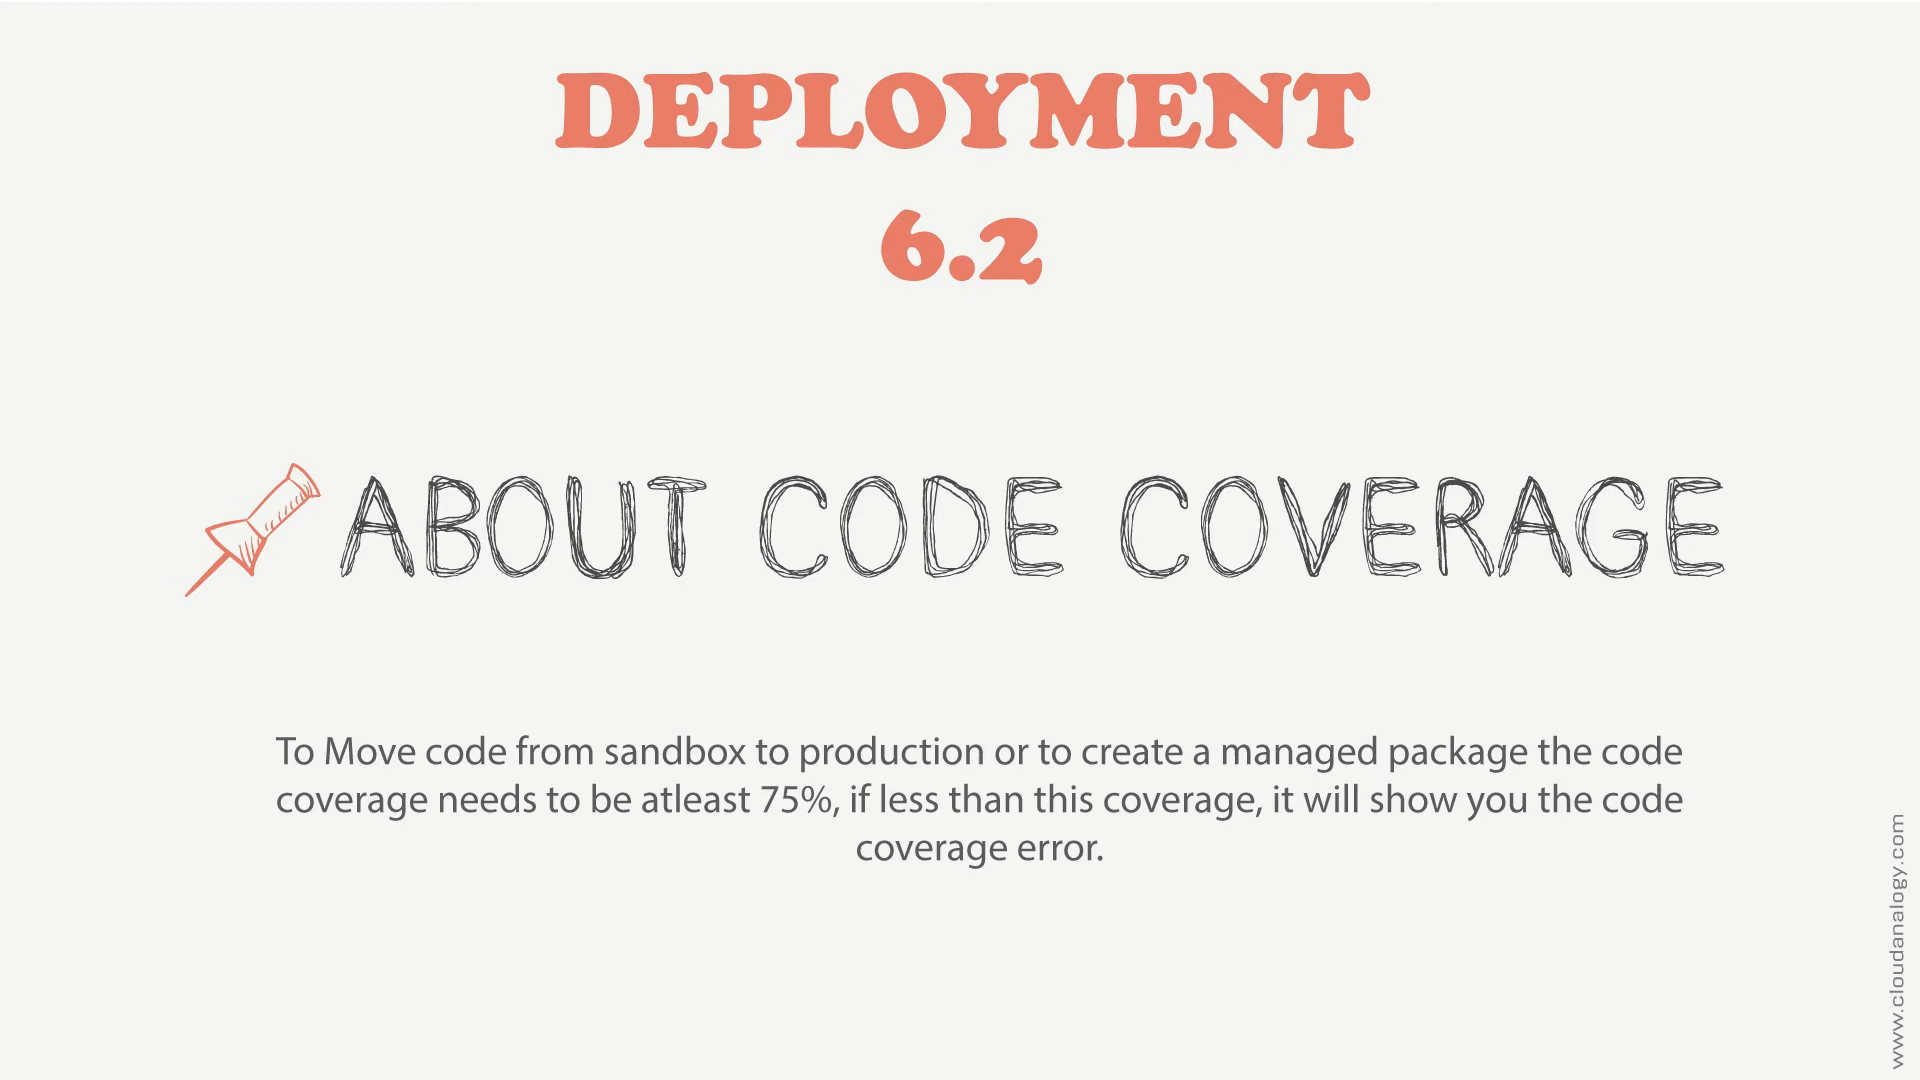 DEPLOYMENT
6.2
ABOUT CODE COVERAGE
To Move code from sandbox to production or to create a managed package the code
coverage needs to be atleast 75%, if less than this coverage, it will show you the code
coverage error.
www.cloudanalogy.com